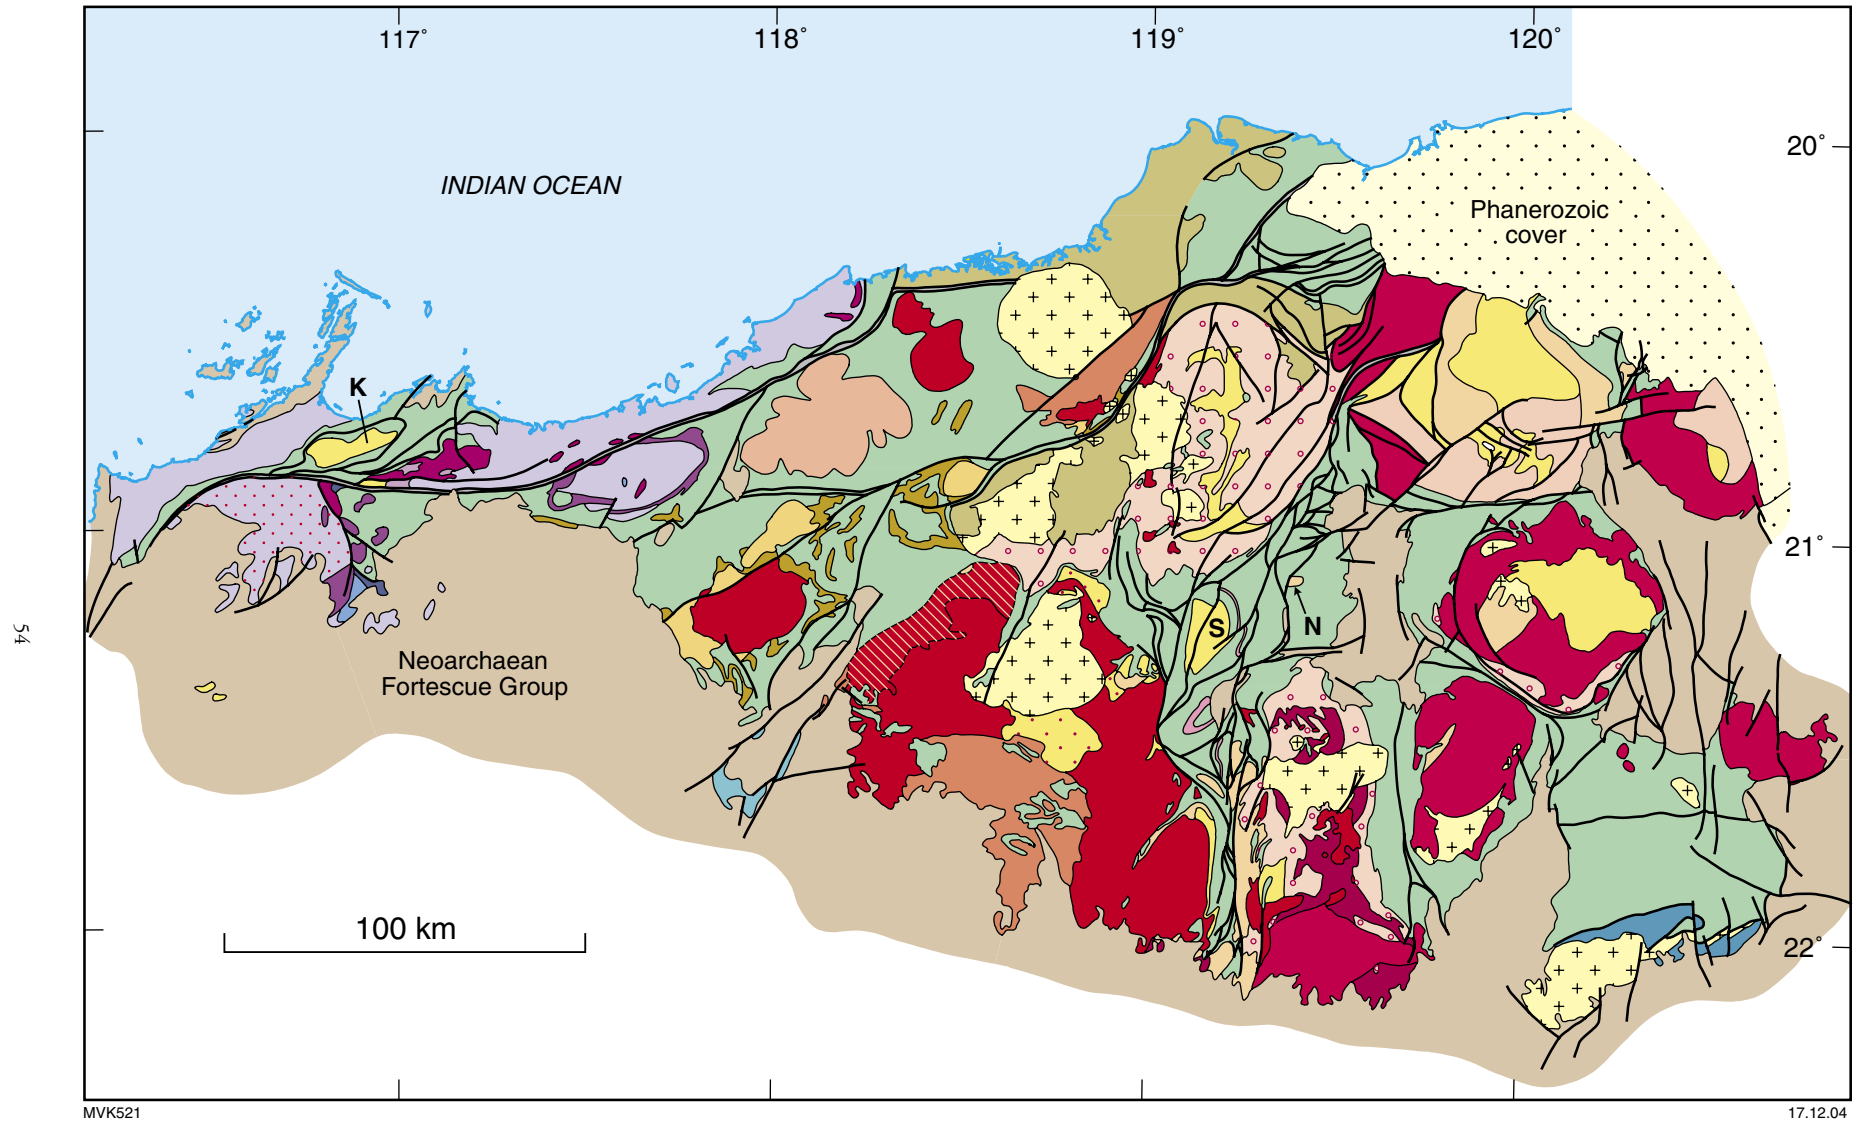 117°
118°
119°
120°
20°
INDIAN OCEAN
Phanerozoic
cover
K
21°
S
N
54
Neoarchaean
Fortescue Group
100 km
22°
MVK521
17.12.04